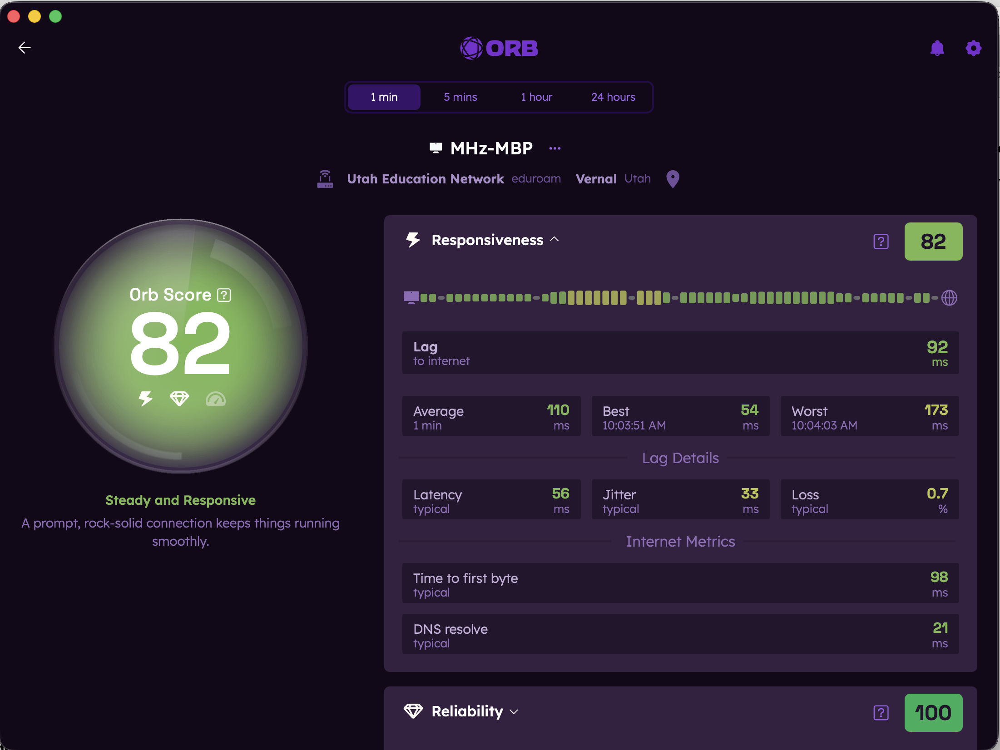 ORB
1 min 5 mins 1 hour 24 hours
MHz-MBP ...
Utah Education Network eduroam Vernal Utah
Orb Score ?
82
Steady and Responsive
A prompt, rock-solid connection keeps things running
smoothly.
Responsiveness ? 82
Lag 92
to internet ms
Average 110
1 min ms
Best 54
10:03:51 AM ms
Worst 173
10:04:03 AM ms
Lag Details
Latency 56
typical ms
Jitter 33
typical ms
Loss 0.7
typical %
Internet Metrics
Time to first byte 98
typical ms
DNS resolve 21
typical ms
Reliability ? 100